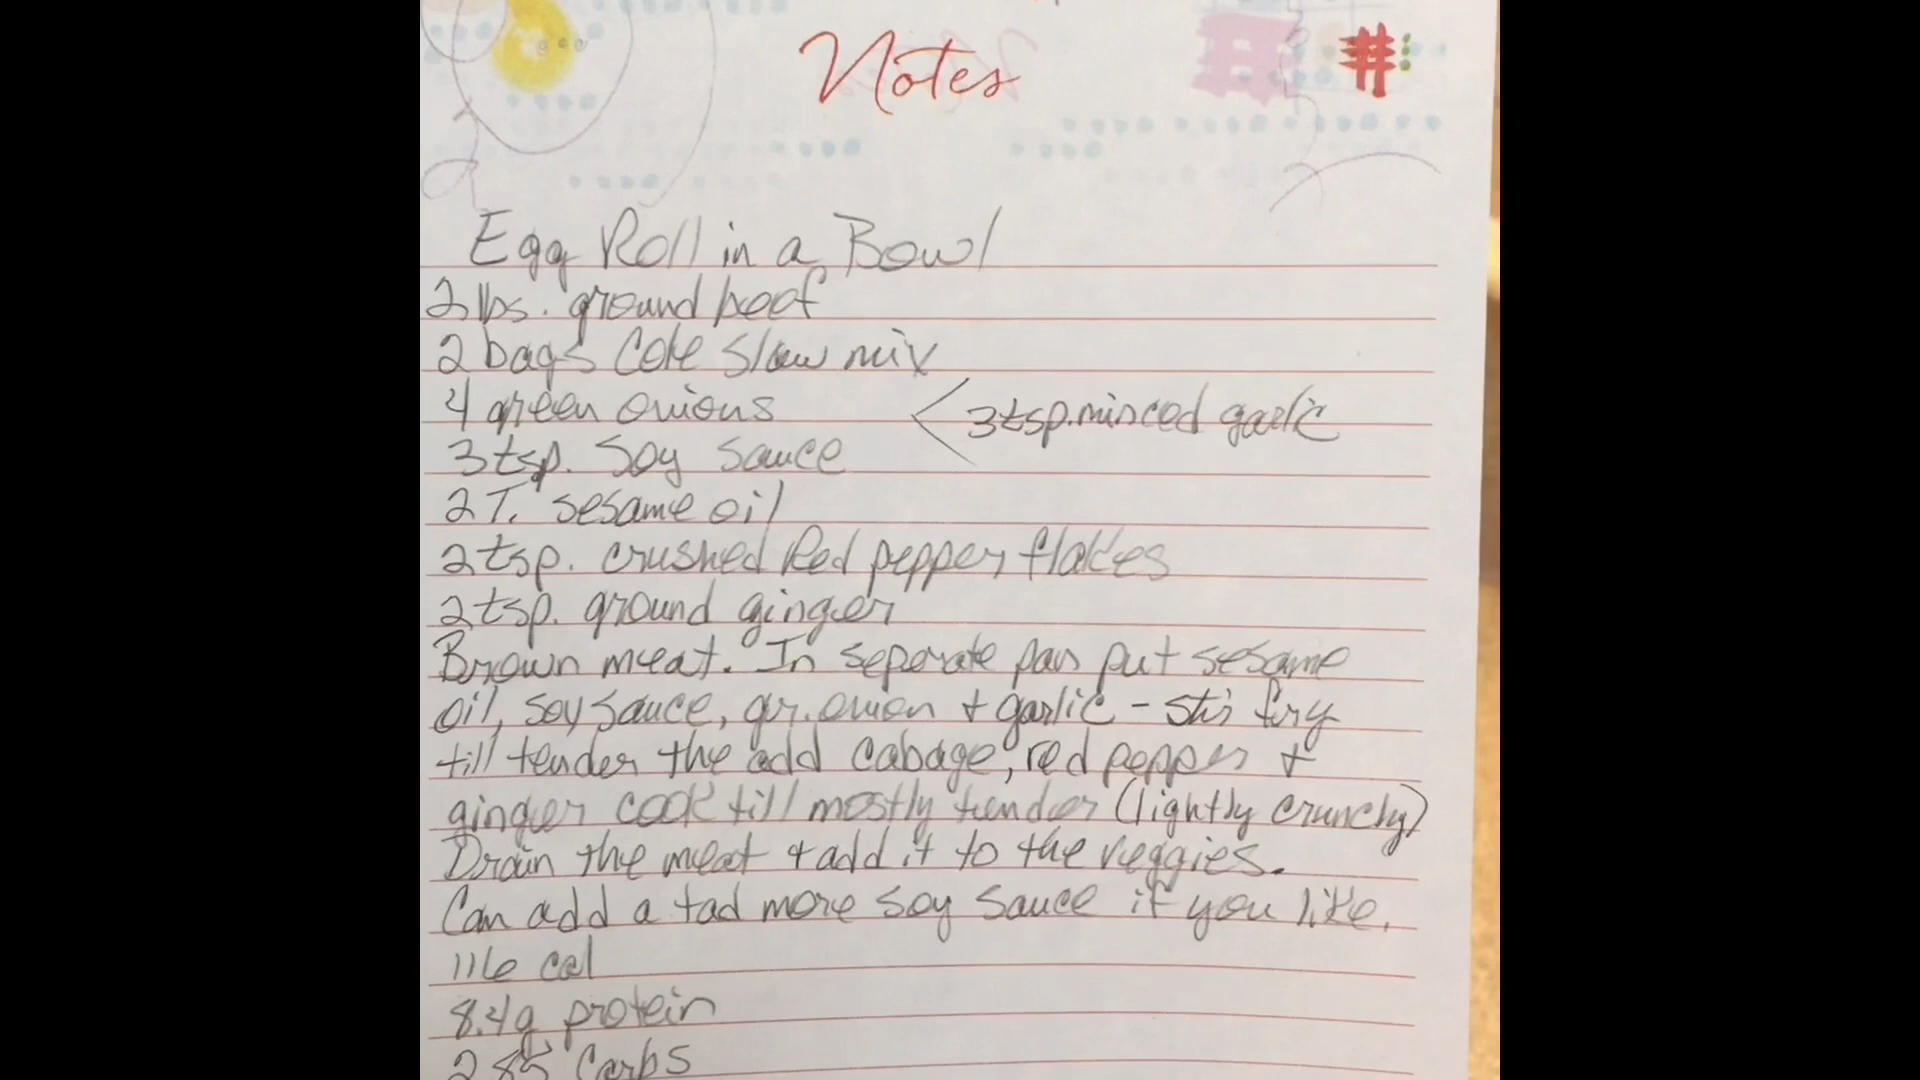 Notes
Egg Roll in a Bowl
2 lbs. ground beef
2 bags Cole Slaw mix
4 green onions
< 3 tsp. minced garlic
3 tsp. Soy Sauce
2 T. sesame oil
2 tsp. crushed Red pepper flakes
2 tsp. ground ginger
Brown meat. In seperate pan put sesame
oil, soy sauce, gr. onion + garlic - stir fry
till tender the add cabage, red pepper +
ginger cook till mostly tender (lightly crunchy)
Drain the meat + add it to the veggies.
Can add a tad more soy sauce if you like.
116 cal
8.4g protein
Carbs